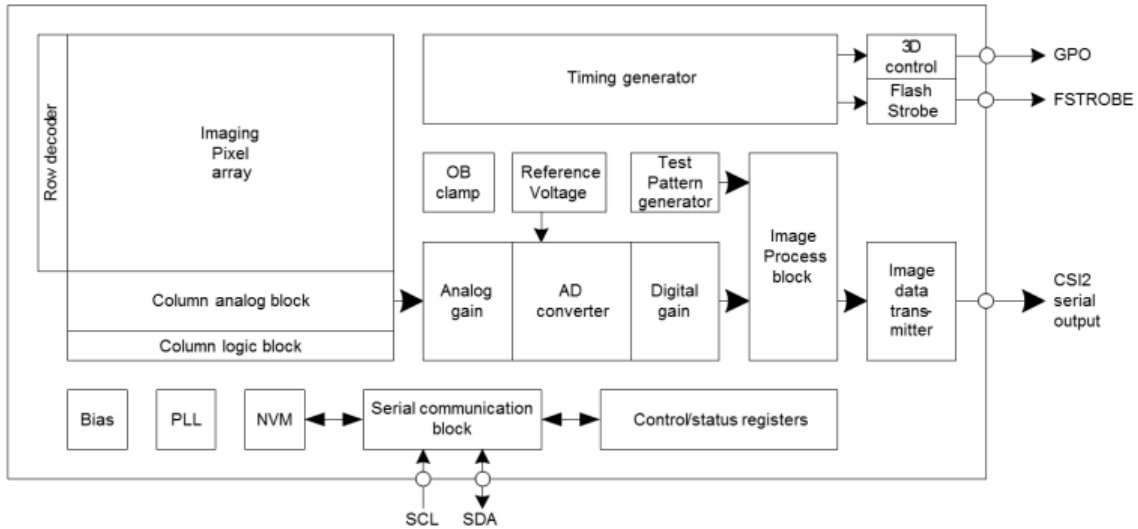 Row decoder
Imaging
Pixel
array
Column analog block
Column logic block
Timing generator
3D
control
Flash
Strobe
GPO
FSTROBE
OB
clamp
Reference
Voltage
Test
Pattern
generator
Analog
gain
AD
converter
Digital
gain
Image
Process
block
Image
data
trans-
mitter
CSI2
serial
output
Bias
PLL
NVM
Serial communication
block
Control/status registers
SCL
SDA